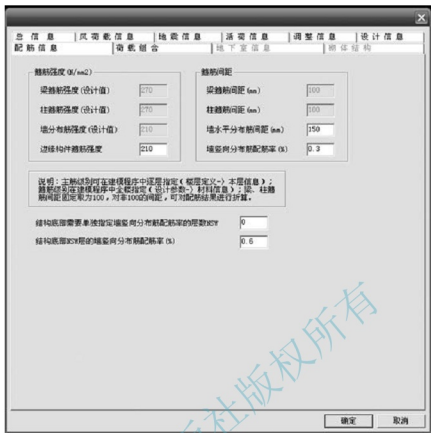 总 信 息 风荷载信息 地震信息 活荷信息 调整信息 设计信息
配筋信息 荷载组合 地下室信息 砌体结构
箍筋强度(N/mm2)
梁箍筋强度(设计值) 270
柱箍筋强度(设计值) 270
墙分布筋强度(设计值) 210
边缘构件箍筋强度 210
箍筋间距
梁箍筋间距(mm) 100
柱箍筋间距(mm) 100
墙水平分布筋间距(mm) 150
墙竖向分布筋配筋率(%) 0.3
说明:主筋级别可在建模程序中逐层指定(楼层定义-> 本层信息);
箍筋级别在建模程序中全楼指定(设计参数-> 材料信息);梁、柱箍
筋间距固定取为100,对非100的间距,可对配筋结果进行折算。
结构底部需要单独指定墙竖向分布筋配筋率的层数NSW 0
结构底部NSW层的墙竖向分布筋配筋率(%) 0.6
社版权所有
确定 取消